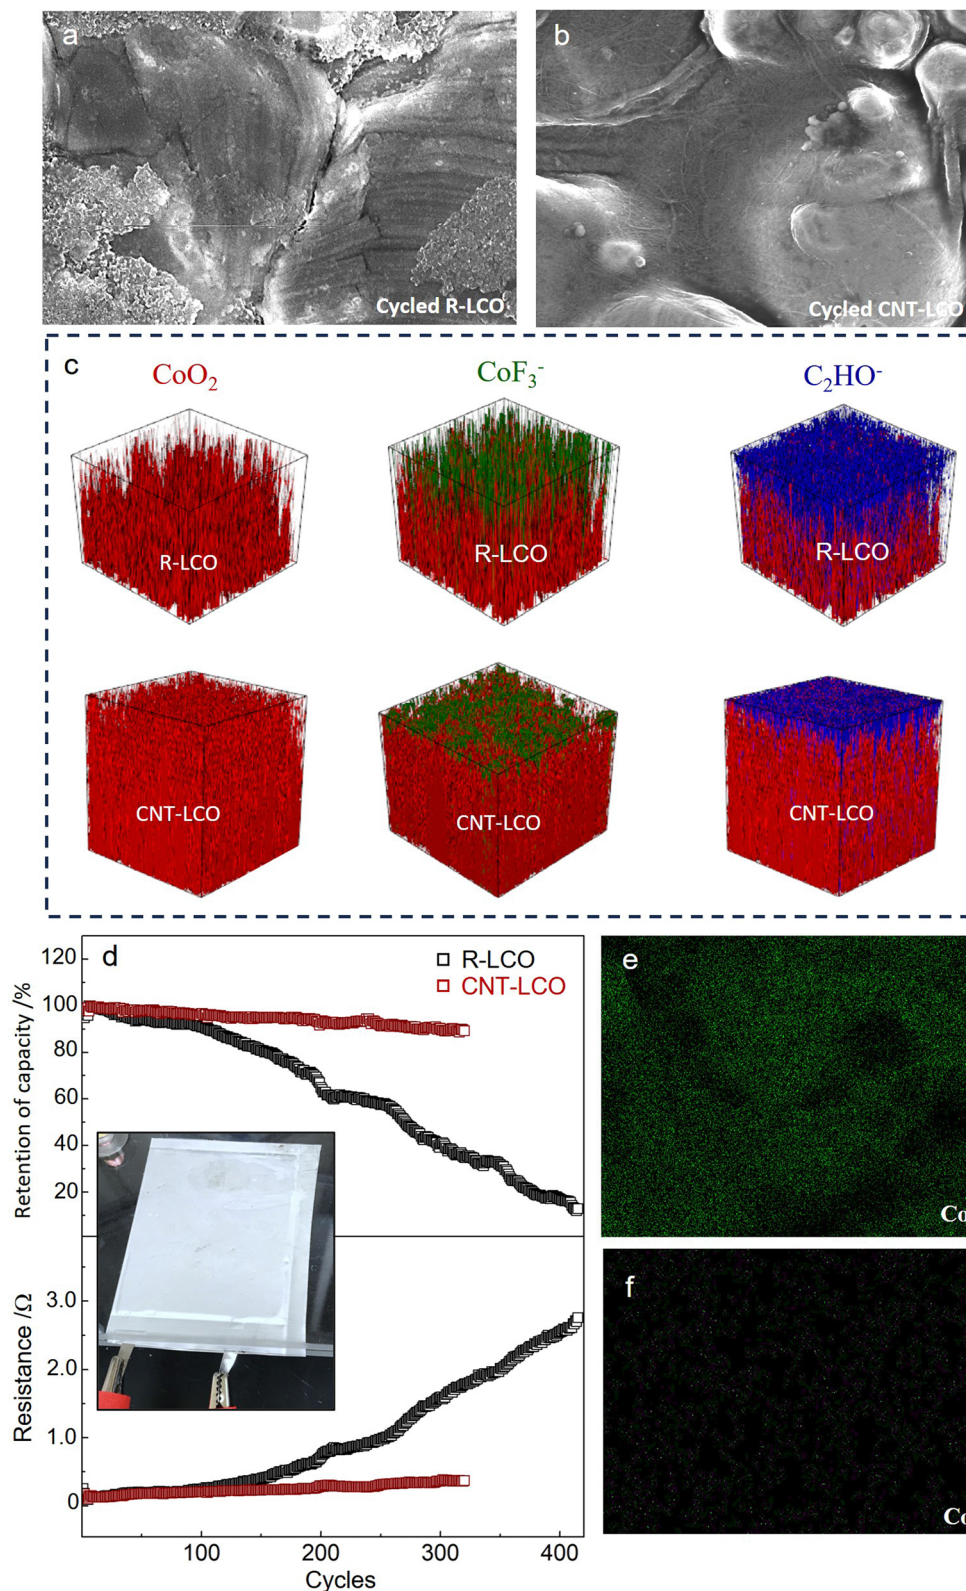 a
Cycled R-LCO
b
Cycled CNT-LCO
c
CoO₂
CoF₃⁻
C₂HO⁻
R-LCO
R-LCO
R-LCO
CNT-LCO
CNT-LCO
CNT-LCO
d
R-LCO
CNT-LCO
120
100
80
60
40
20
Retention of capacity /%
3.0
2.0
1.0
0
Resistance /Ω
100
200
300
400
Cycles
e
Co
f
Co